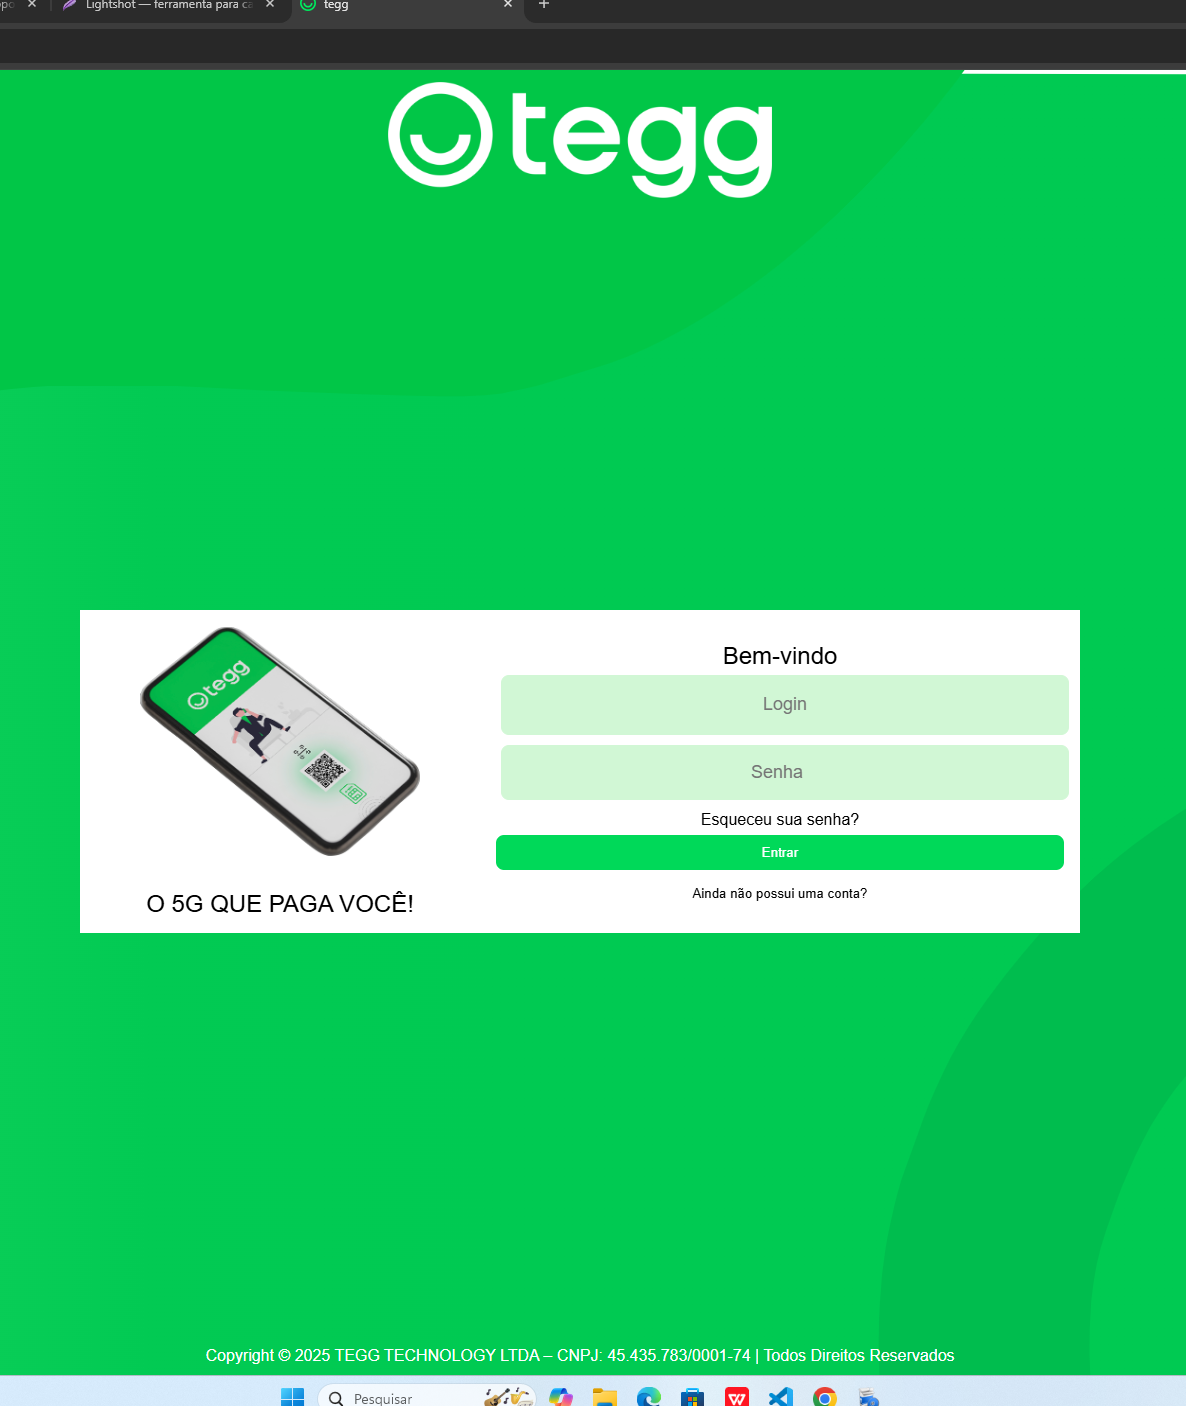 Lightshot — ferramenta para ca
tegg
tegg
tegg
Bem-vindo
Login
Senha
Esqueceu sua senha?
Entrar
Ainda não possui uma conta?
O 5G QUE PAGA VOCÊ!
Copyright © 2025 TEGG TECHNOLOGY LTDA – CNPJ: 45.435.783/0001-74 | Todos Direitos Reservados
Pesquisar